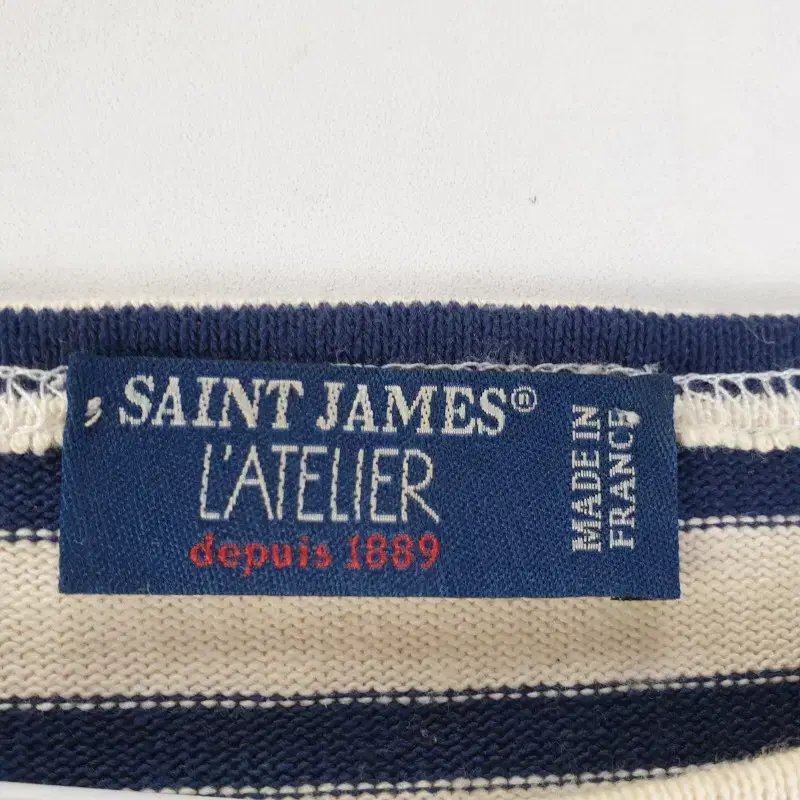 SAINT JAMES®
L'ATELIER
depuis 1889
MADE IN
FRANCE